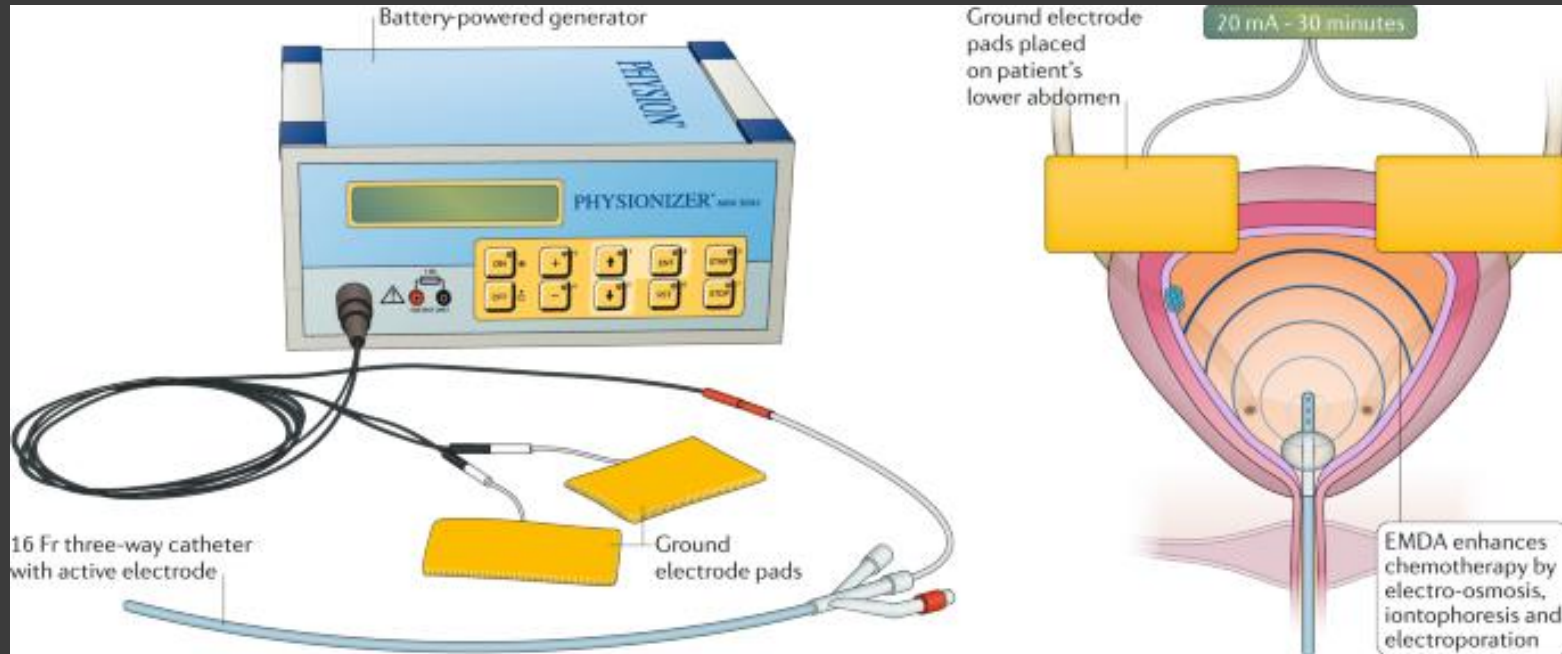 Battery-powered generator
PHYSION®
PHYSIONIZER®
OFF
+
-
ENT
START
STOP
16 Fr three-way catheter
with active electrode
Ground
electrode pads
Ground electrode
pads placed
on patient's
lower abdomen
20 mA - 30 minutes
EMDA enhances
chemotherapy by
electro-osmosis,
iontophoresis and
electroporation